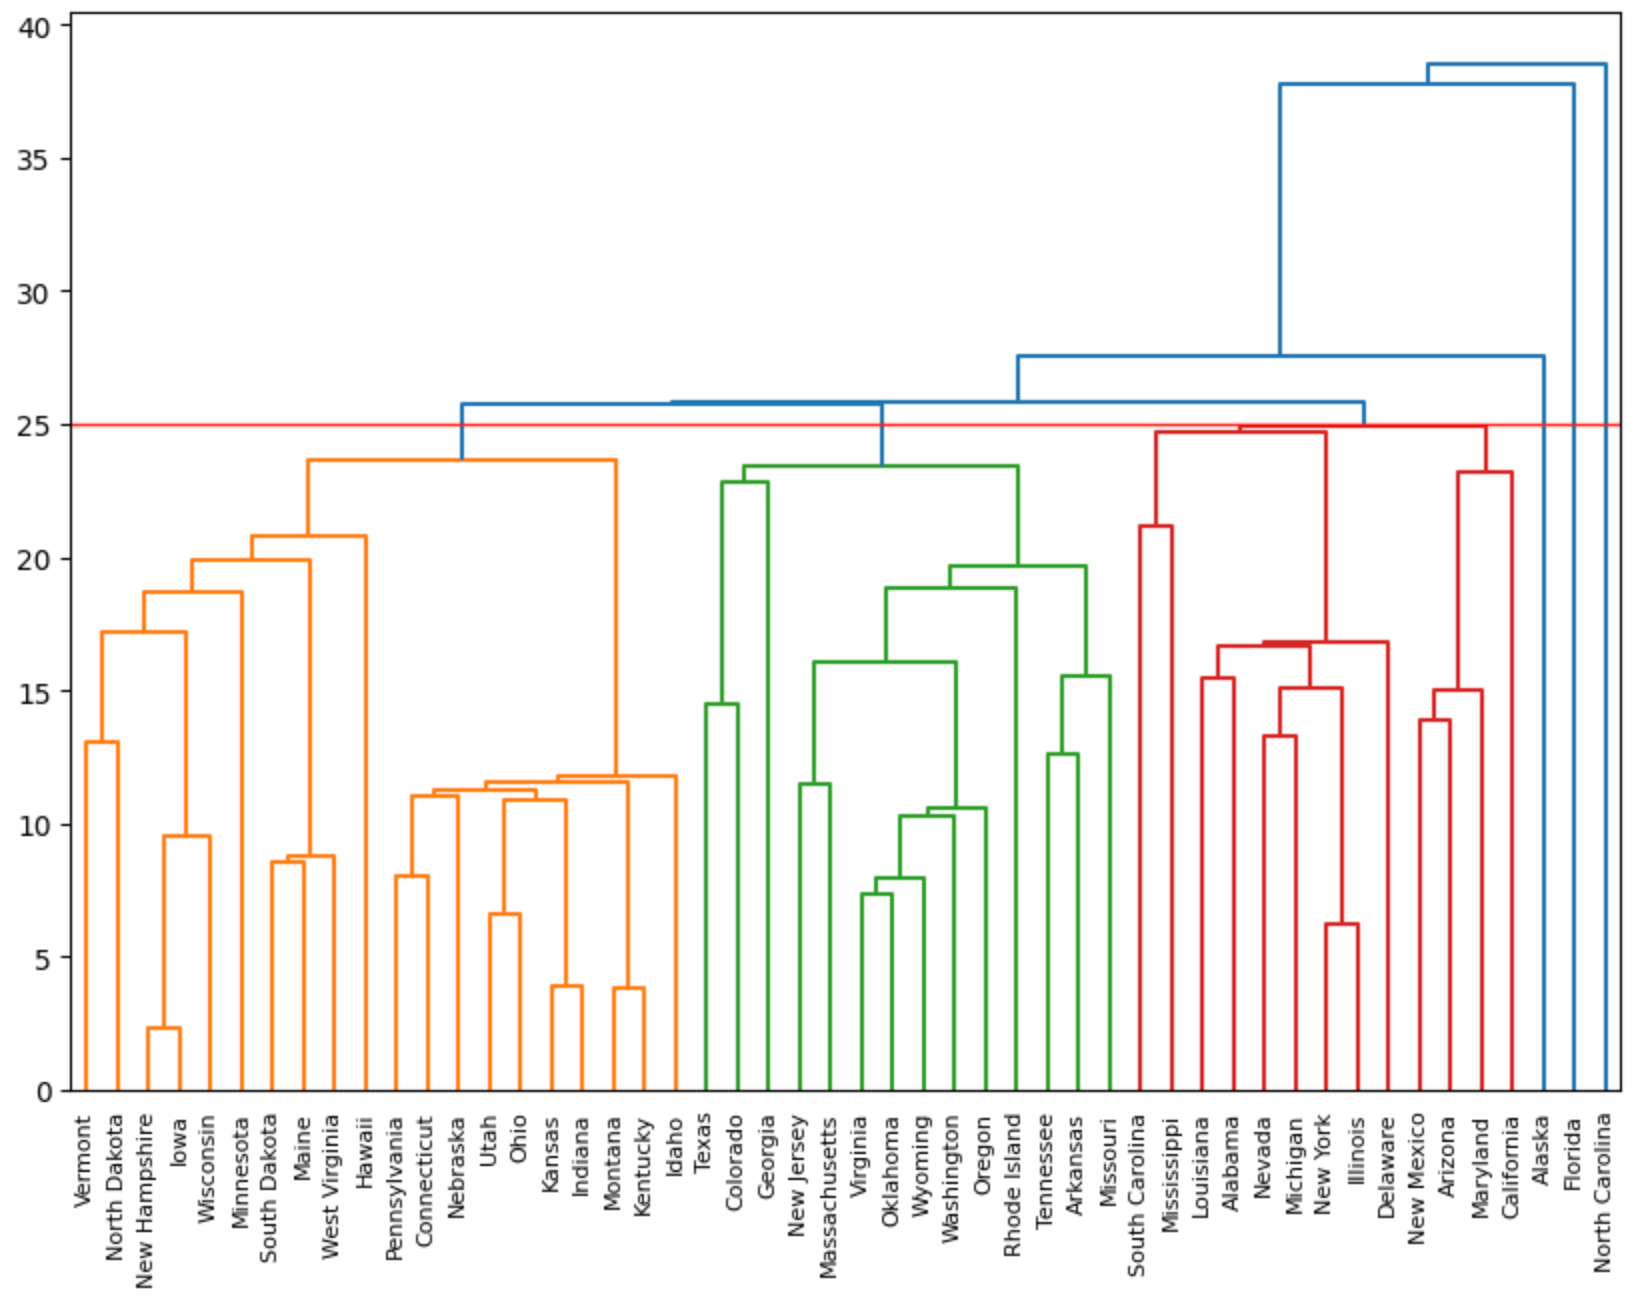 40
35
30
25
20
15
10
5
0
Vermont
North Dakota
New Hampshire
Iowa
Wisconsin
Minnesota
South Dakota
Maine
West Virginia
Hawaii
Pennsylvania
Connecticut
Nebraska
Utah
Ohio
Kansas
Indiana
Montana
Kentucky
Idaho
Texas
Colorado
Georgia
New Jersey
Massachusetts
Virginia
Oklahoma
Wyoming
Washington
Oregon
Rhode Island
Tennessee
Arkansas
Missouri
South Carolina
Mississippi
Louisiana
Alabama
Nevada
Michigan
New York
Illinois
Delaware
New Mexico
Arizona
Maryland
California
Alaska
Florida
North Carolina